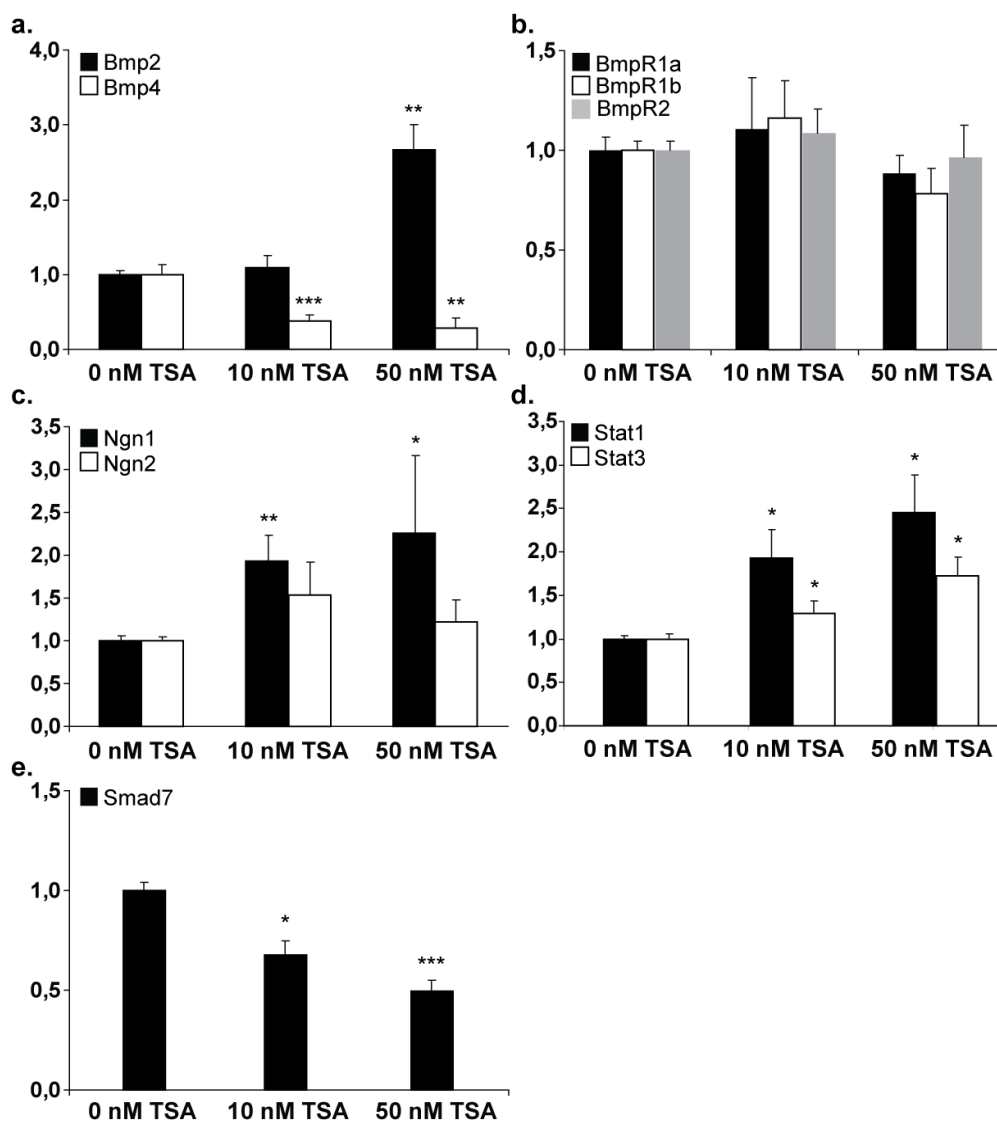 a.
Bmp2
Bmp4
4,0
3,0
2,0
1,0
0,0
**
***
**
0 nM TSA 10 nM TSA 50 nM TSA
b.
BmpR1a
BmpR1b
BmpR2
1,5
1,0
0,5
0,0
0 nM TSA 10 nM TSA 50 nM TSA
c.
Ngn1
Ngn2
3,5
3,0
2,5
2,0
1,5
1,0
0,5
0,0
**
*
0 nM TSA 10 nM TSA 50 nM TSA
d.
Stat1
Stat3
3,5
3,0
2,5
2,0
1,5
1,0
0,5
0,0
*
*
*
*
0 nM TSA 10 nM TSA 50 nM TSA
e.
Smad7
1,5
1,0
0,5
0,0
*
***
0 nM TSA 10 nM TSA 50 nM TSA